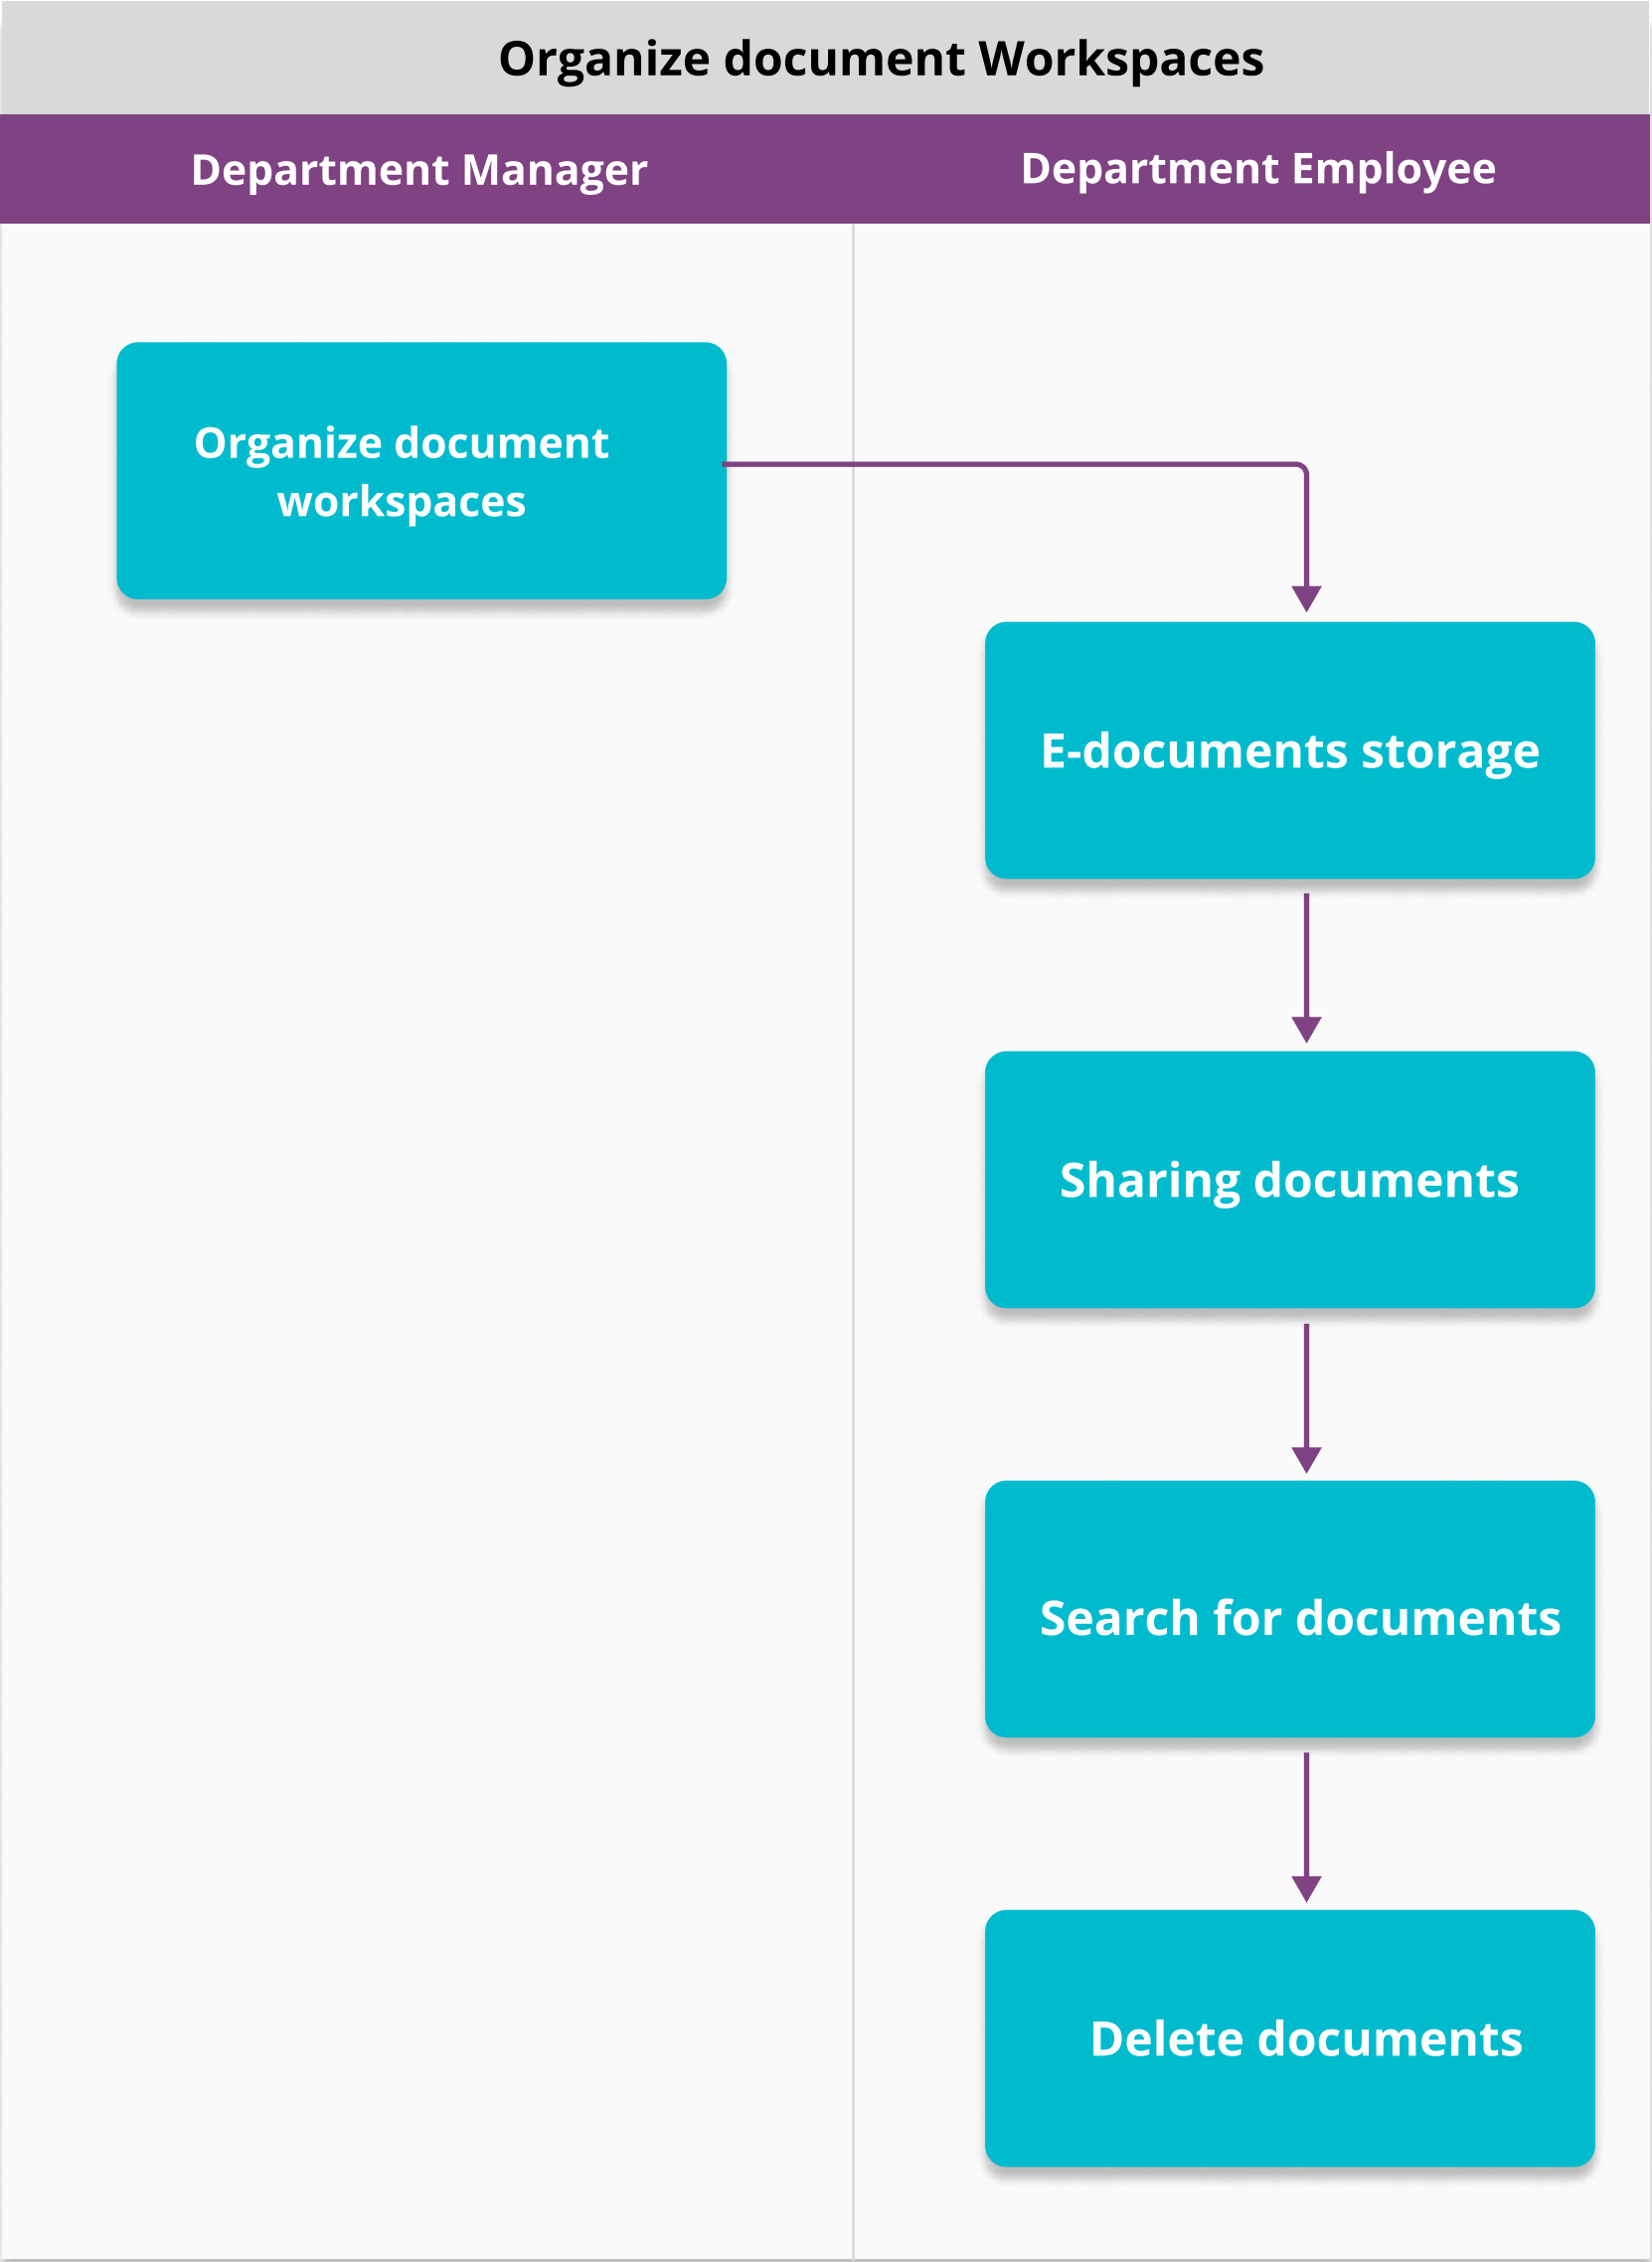 Organize document Workspaces
Department Manager
Department Employee
Organize document
workspaces
E-documents storage
Sharing documents
Search for documents
Delete documents